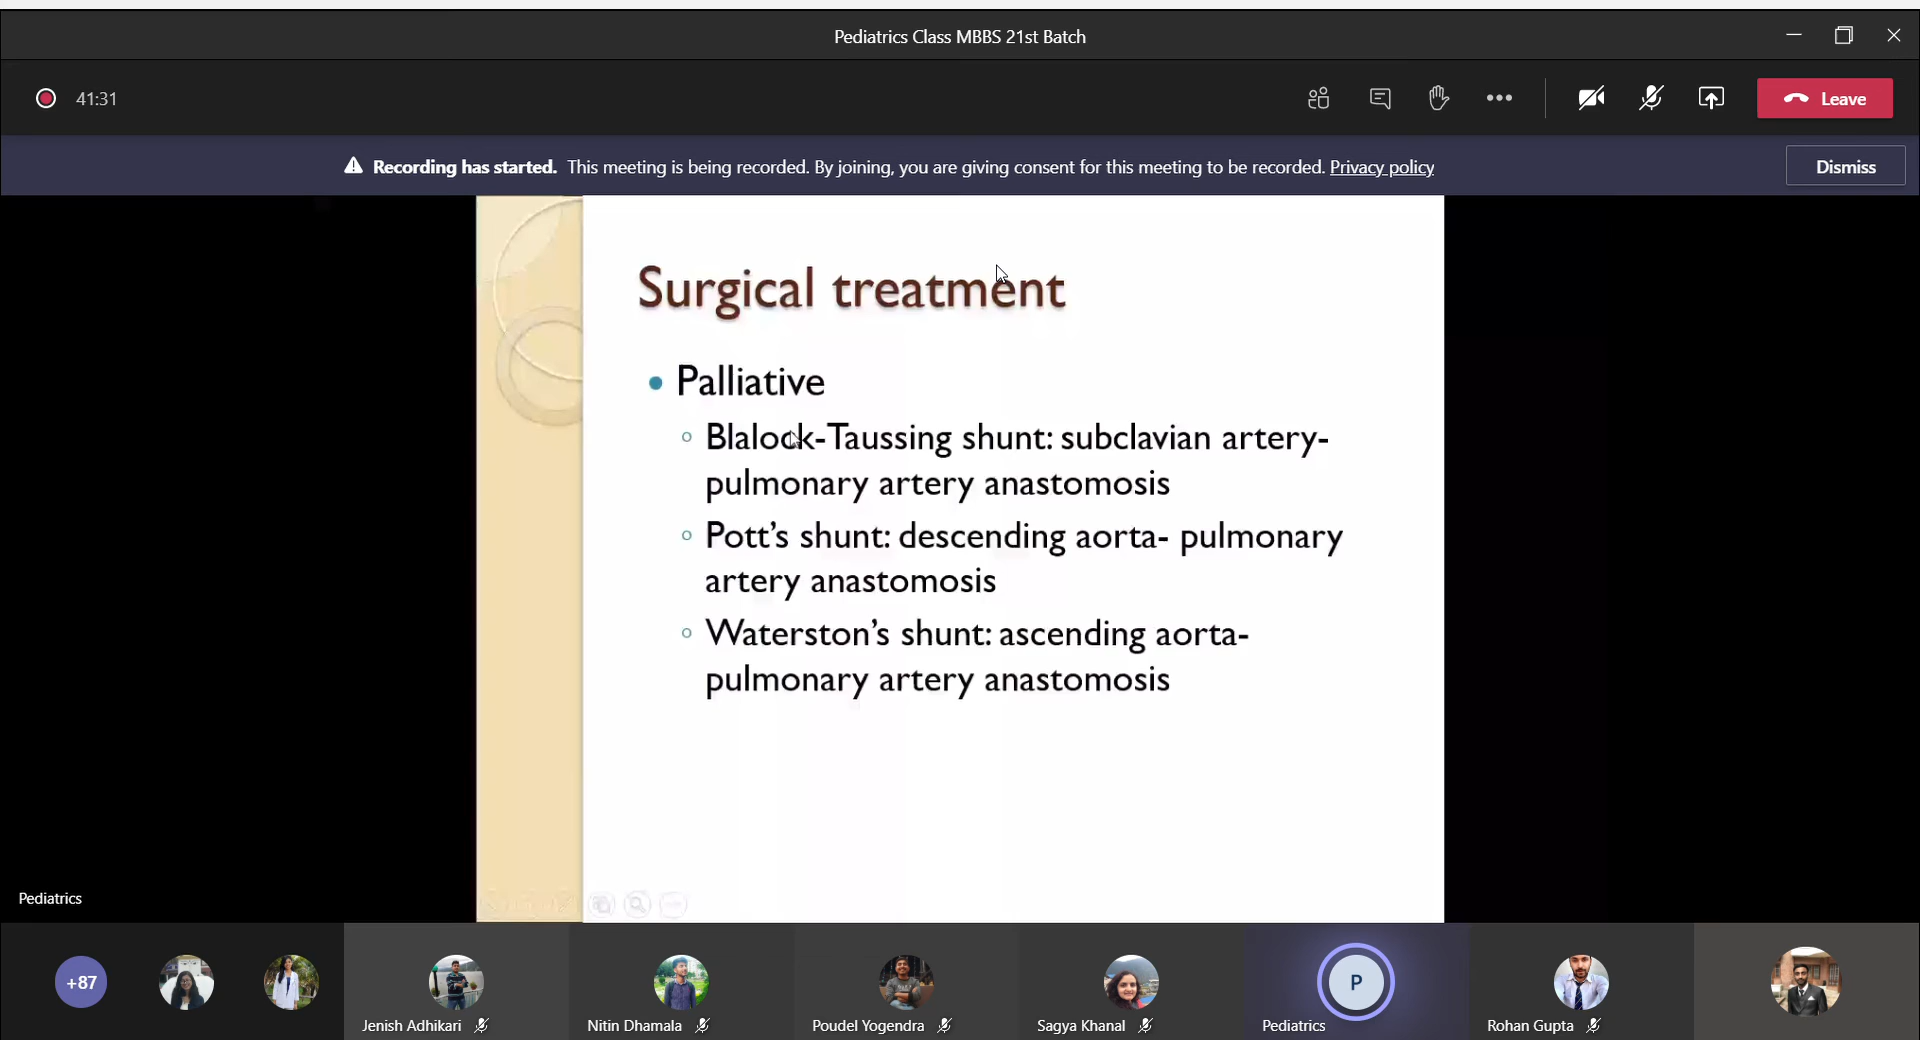 Pediatrics Class MBBS 21st Batch
41:31
Leave
Recording has started. This meeting is being recorded. By joining, you are giving consent for this meeting to be recorded. Privacy policy
Dismiss
Surgical treatment
• Palliative
◦ Blalock-Taussing shunt: subclavian artery-
pulmonary artery anastomosis
◦ Pott’s shunt: descending aorta- pulmonary
artery anastomosis
◦ Waterston’s shunt: ascending aorta-
pulmonary artery anastomosis
Pediatrics
+87
P
Jenish Adhikari
Nitin Dhamala
Poudel Yogendra
Sagya Khanal
Pediatrics
Rohan Gupta